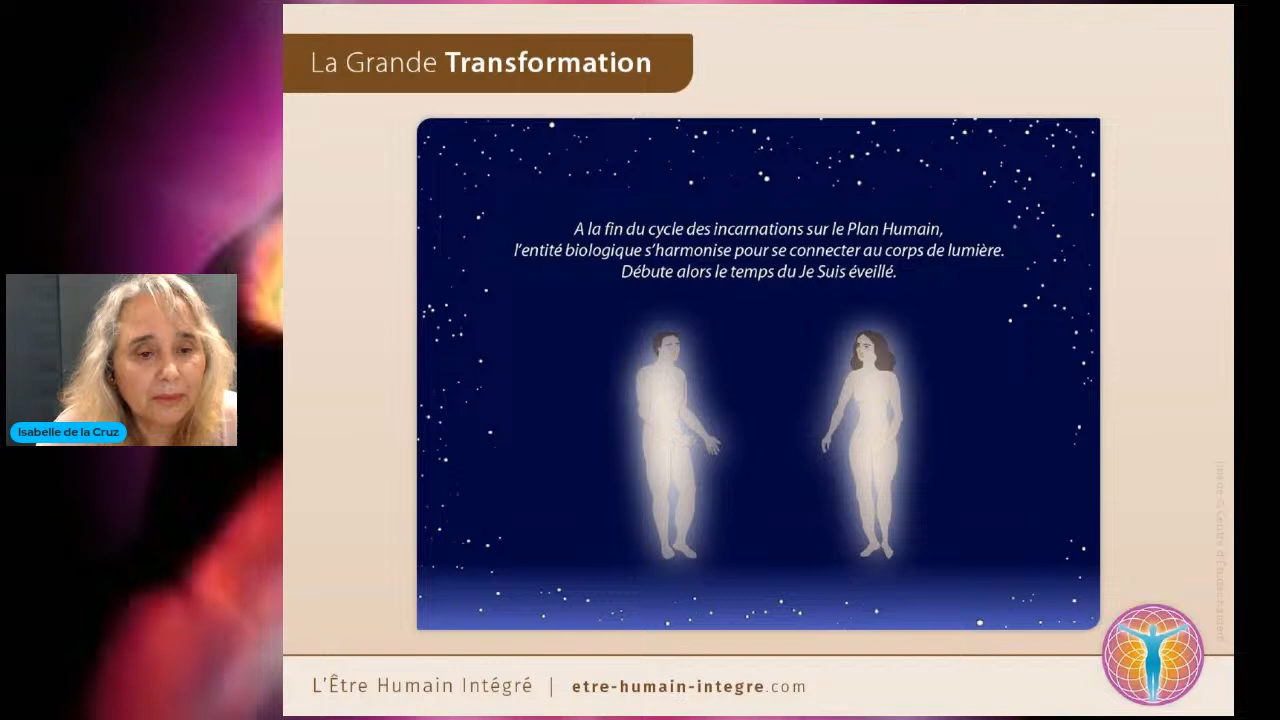 La Grande Transformation
A la fin du cycle des incarnations sur le Plan Humain,
l'entité biologique s'harmonise pour se connecter au corps de lumière.
Débute alors le temps du Je Suis éveillé.
Isabelle de la Cruz
L'Être Humain Intégré | etre-humain-integre.com